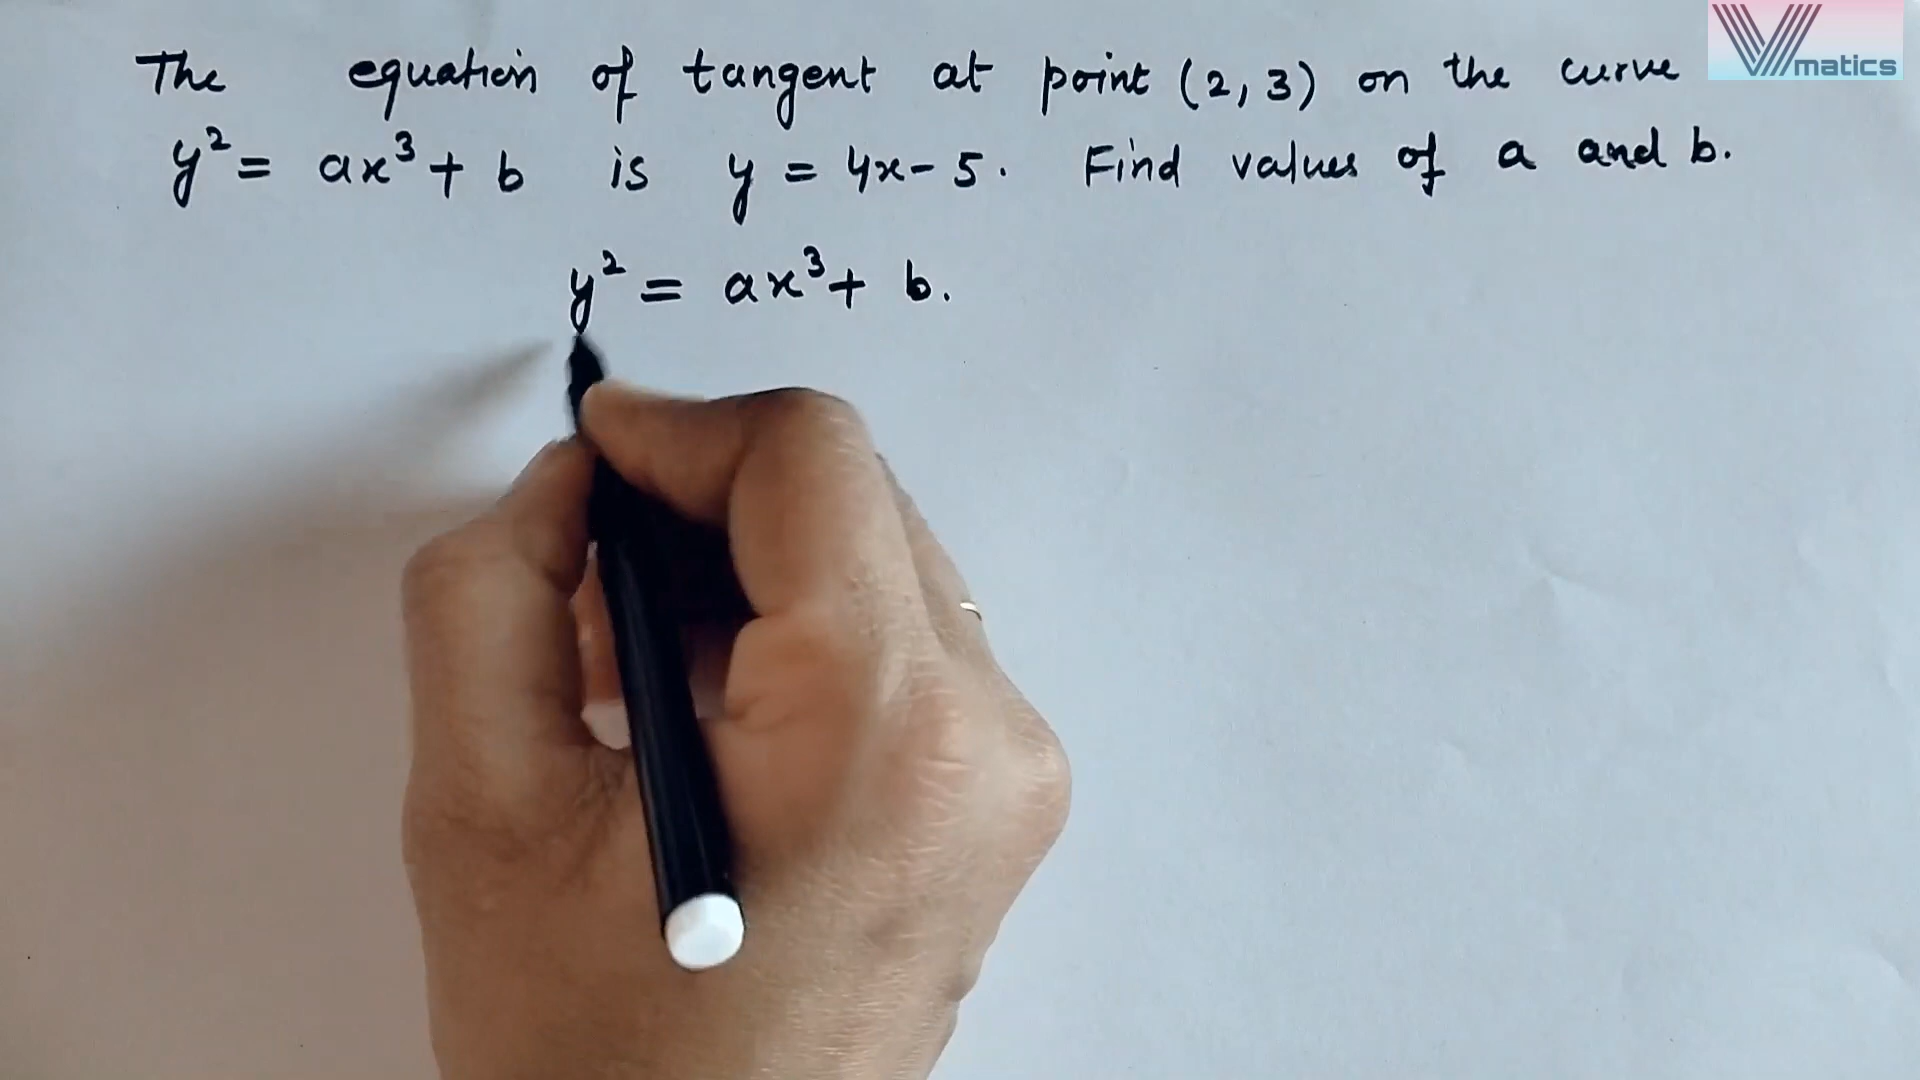 The equation of tangent at point (2, 3) on the curve
y² = ax³ + b is y = 4x - 5. Find values of a and b.
y² = ax³ + b.
Vmatics